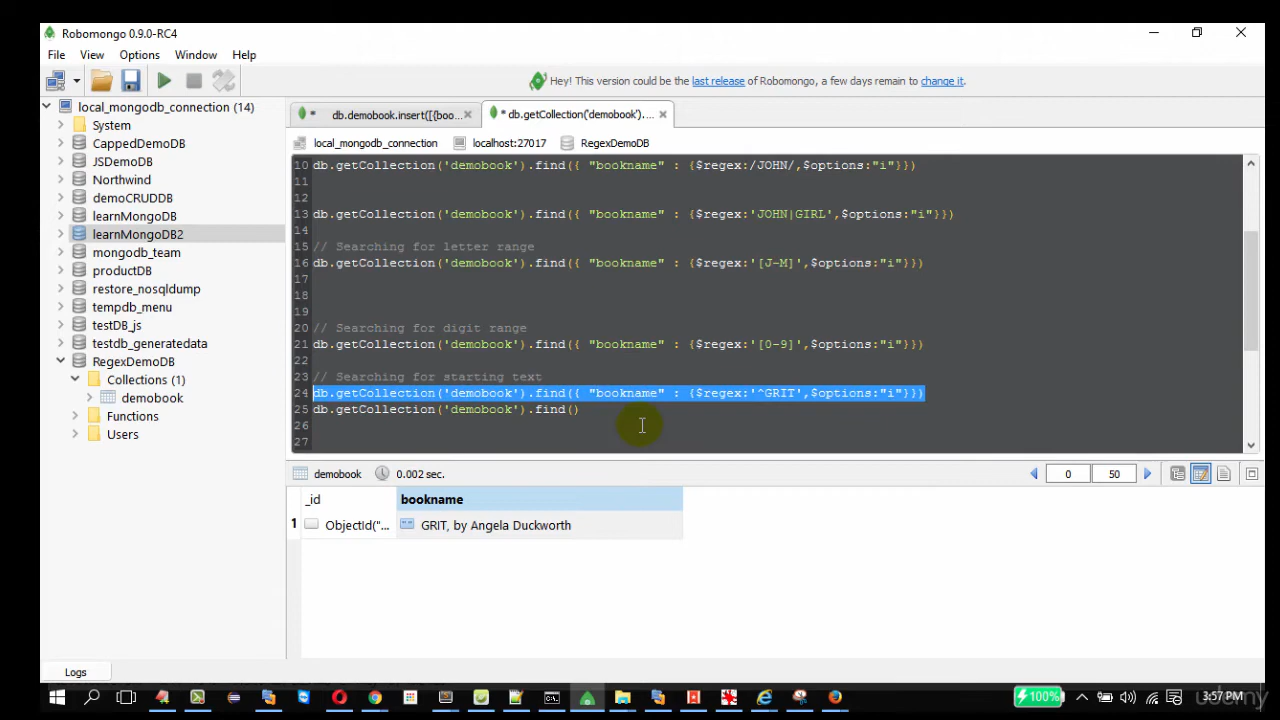 Robomongo 0.9.0-RC4
File View Options Window Help
Hey! This version could be the last release of Robomongo, a few days remain to change it.
local_mongodb_connection (14)
System
CappedDemoDB
JSDemoDB
Northwind
demoCRUDDB
learnMongoDB
learnMongoDB2
mongodb_team
productDB
restore_nosqldump
tempdb_menu
testDB_js
testdb_generatedata
RegexDemoDB
Collections (1)
demobook
Functions
Users
* db.demobook.insert([{boo...
* db.getCollection('demobook')....
local_mongodb_connection localhost:27017 RegexDemoDB
10 db.getCollection('demobook').find({ "bookname" : {$regex:/JOHN/,$options:"i"}})
11
12
13 db.getCollection('demobook').find({ "bookname" : {$regex:'JOHN|GIRL',$options:"i"}})
14
15 // Searching for letter range
16 db.getCollection('demobook').find({ "bookname" : {$regex:'[J-M]',$options:"i"}})
17
18
19
20 // Searching for digit range
21 db.getCollection('demobook').find({ "bookname" : {$regex:'[0-9]',$options:"i"}})
22
23 // Searching for starting text
24 db.getCollection('demobook').find({ "bookname" : {$regex:'^GRIT',$options:"i"}})
25 db.getCollection('demobook').find()
26
27
demobook 0.002 sec. 0 50
_id bookname
1 ObjectId("... GRIT, by Angela Duckworth
Logs
100% 3:57 PM
udemy